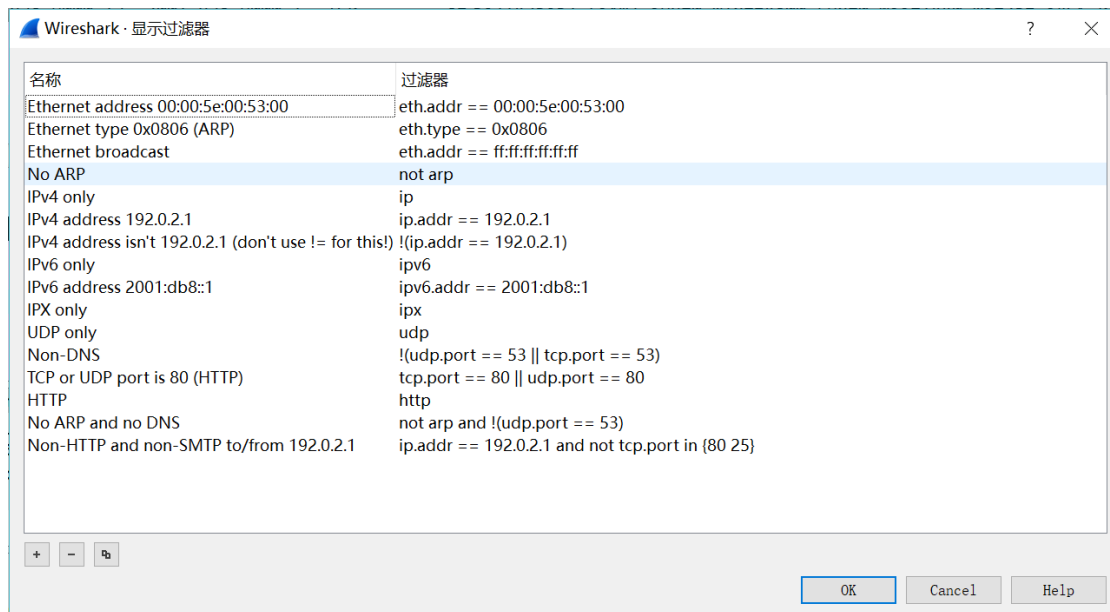 Wireshark · 显示过滤器 ?
名称 过滤器
Ethernet address 00:00:5e:00:53:00 eth.addr == 00:00:5e:00:53:00
Ethernet type 0x0806 (ARP) eth.type == 0x0806
Ethernet broadcast eth.addr == ff:ff:ff:ff:ff:ff
No ARP not arp
IPv4 only ip
IPv4 address 192.0.2.1 ip.addr == 192.0.2.1
IPv4 address isn't 192.0.2.1 (don't use != for this!) !(ip.addr == 192.0.2.1)
IPv6 only ipv6
IPv6 address 2001:db8::1 ipv6.addr == 2001:db8::1
IPX only ipx
UDP only udp
Non-DNS !(udp.port == 53 || tcp.port == 53)
TCP or UDP port is 80 (HTTP) tcp.port == 80 || udp.port == 80
HTTP http
No ARP and no DNS not arp and !(udp.port == 53)
Non-HTTP and non-SMTP to/from 192.0.2.1 ip.addr == 192.0.2.1 and not tcp.port in {80 25}
OK Cancel Help